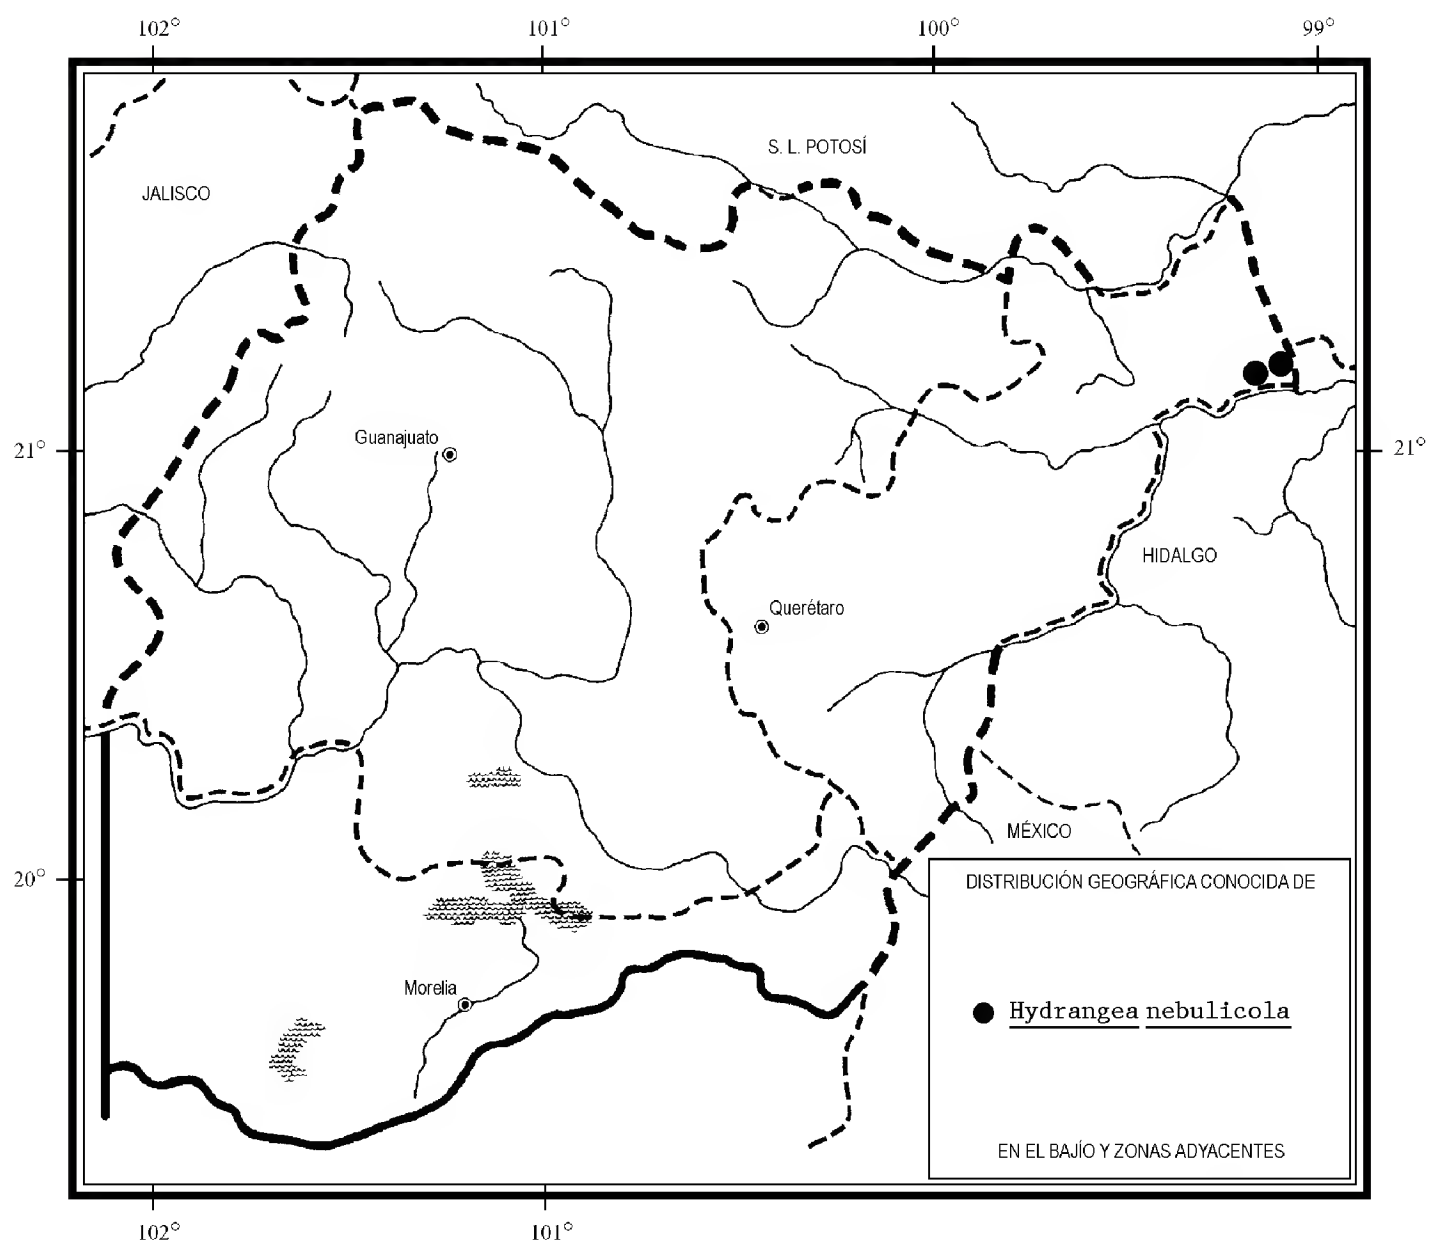 102° 101° 100° 99°
S. L. POTOSÍ
JALISCO
Guanajuato
21° 21°
HIDALGO
Querétaro
MÉXICO
20°
DISTRIBUCIÓN GEOGRÁFICA CONOCIDA DE
Morelia
Hydrangea nebulicola
EN EL BAJÍO Y ZONAS ADYACENTES
102° 101°